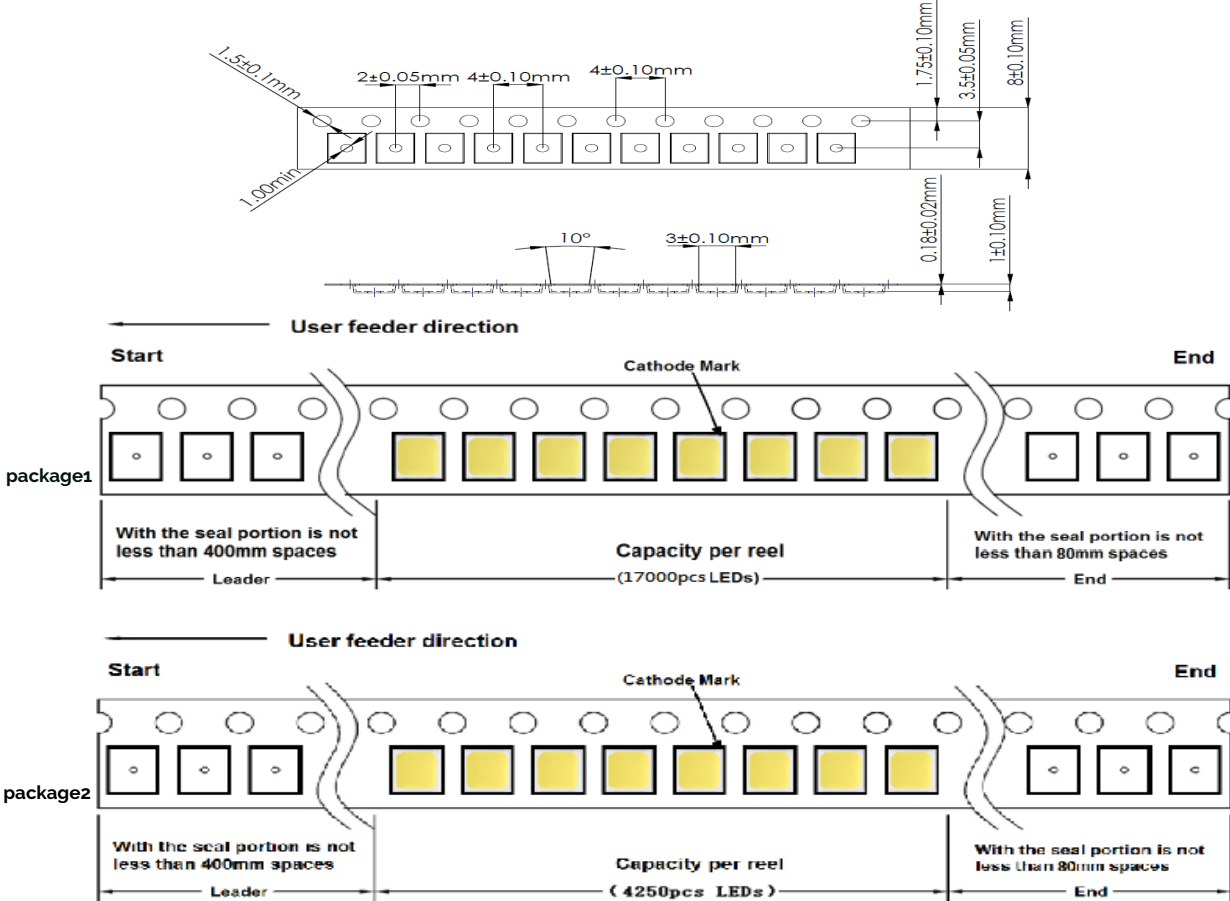 1.5±0.1mm
2±0.05mm
4±0.10mm
4±0.10mm
1.75±0.10mm
3.5±0.05mm
8±0.10mm
1.00min
10°
3±0.10mm
0.18±0.02mm
1±0.10mm
User feeder direction
Start
Cathode Mark
End
package1
With the seal portion is not
less than 400mm spaces
Leader
Capacity per reel
(17000pcs LEDs)
With the seal portion is not
less than 80mm spaces
End
User feeder direction
Start
Cathode Mark
End
package2
With the seal portion is not
less than 400mm spaces
Leader
Capacity per reel
( 4250pcs LEDs)
With the seal portion is not
less than 80mm spaces
End